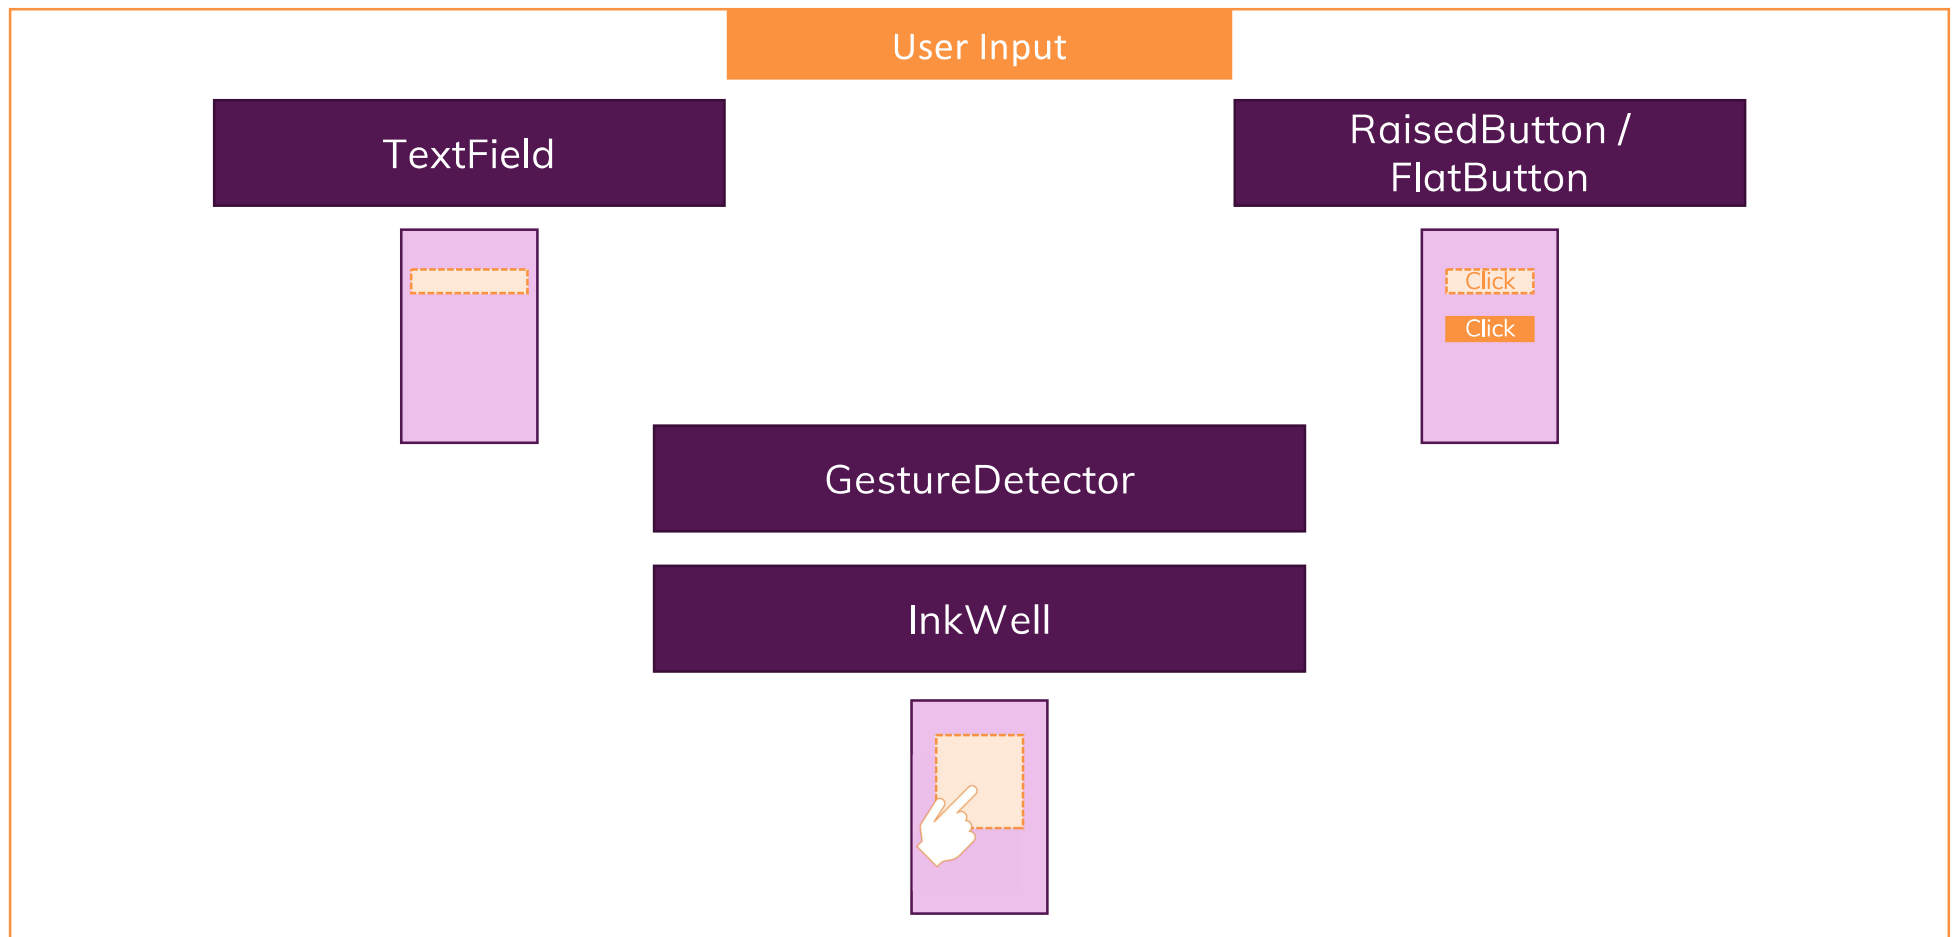 User Input
TextField
RaisedButton /
FlatButton
Click
Click
GestureDetector
InkWell